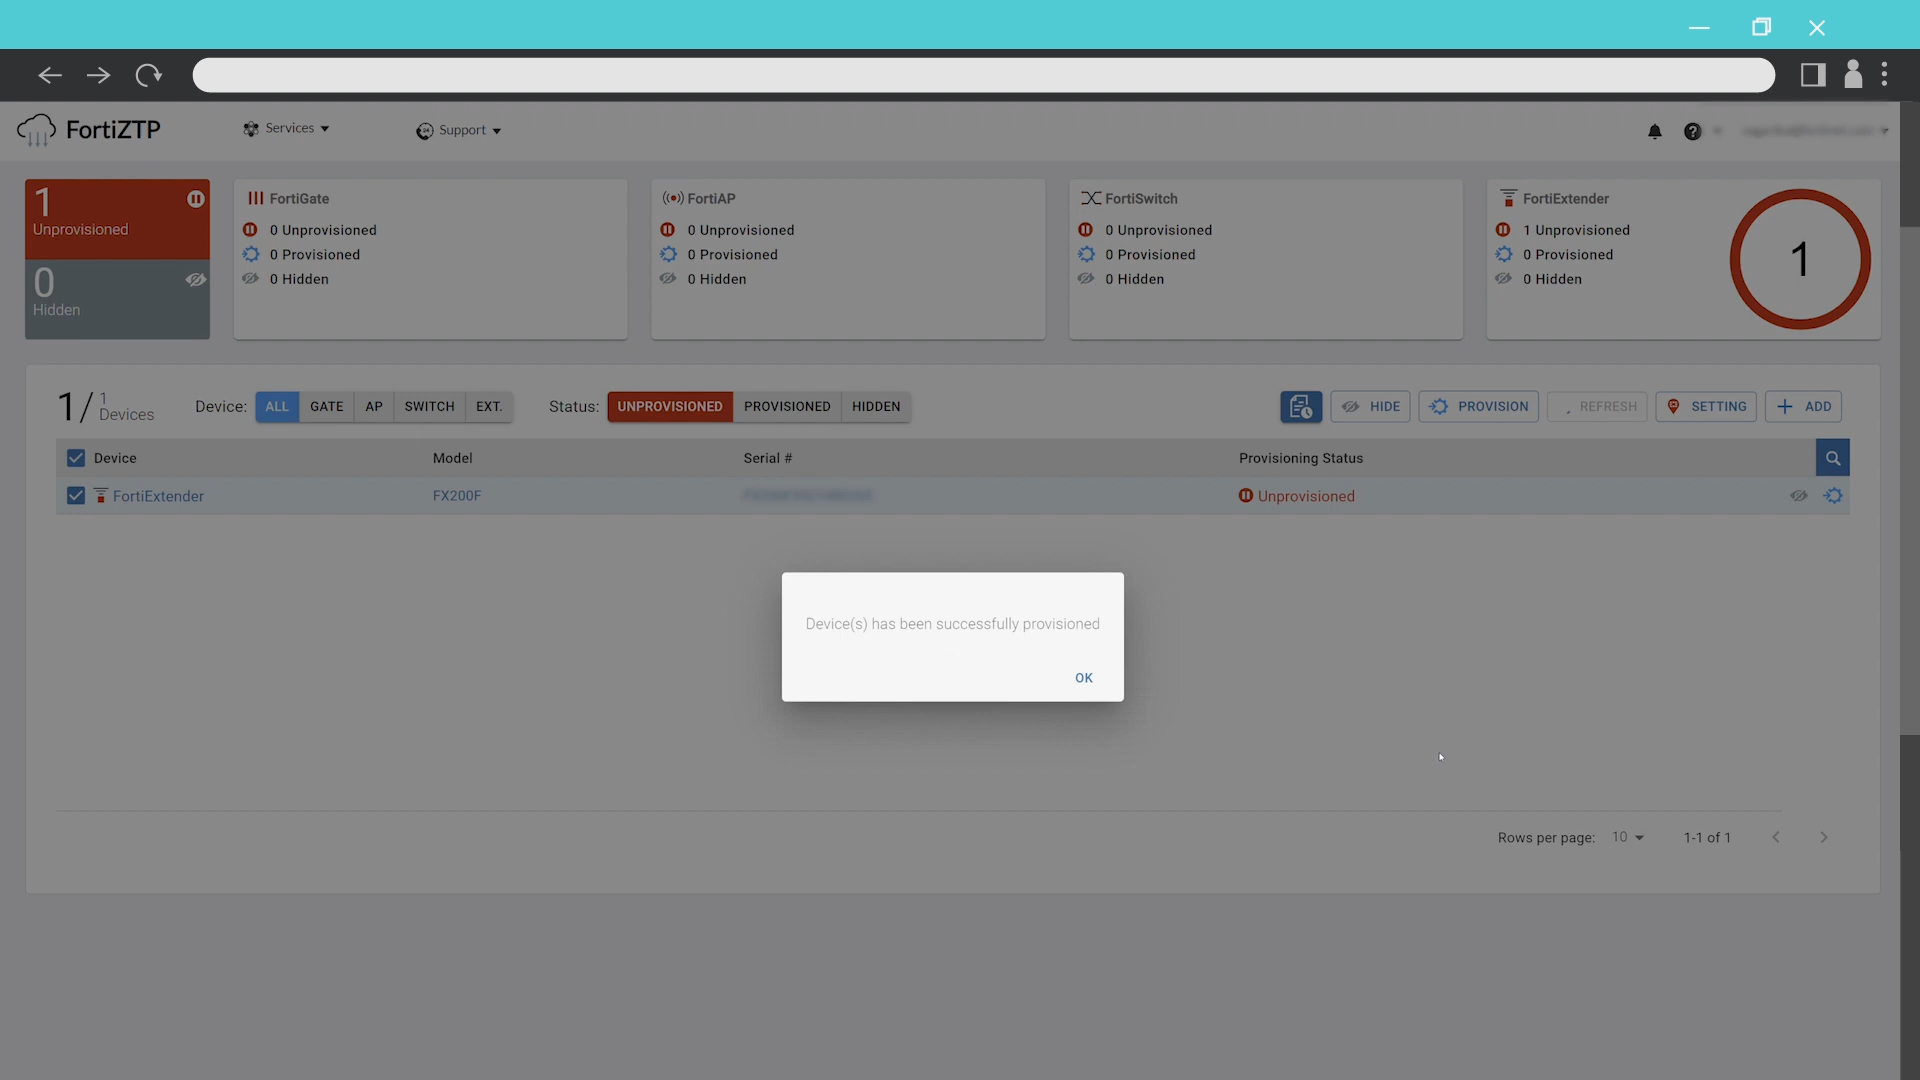 FortiZTP
Services
Support
1
Unprovisioned
0
Hidden
FortiGate
0 Unprovisioned
0 Provisioned
0 Hidden
FortiAP
0 Unprovisioned
0 Provisioned
0 Hidden
FortiSwitch
0 Unprovisioned
0 Provisioned
0 Hidden
FortiExtender
1 Unprovisioned
0 Provisioned
0 Hidden
1
1 / 1 Devices
Device: ALL GATE AP SWITCH EXT. Status: UNPROVISIONED PROVISIONED HIDDEN HIDE PROVISION REFRESH SETTING ADD
Device Model Serial # Provisioning Status
FortiExtender FX200F Unprovisioned
Device(s) has been successfully provisioned
OK
Rows per page: 10 1-1 of 1